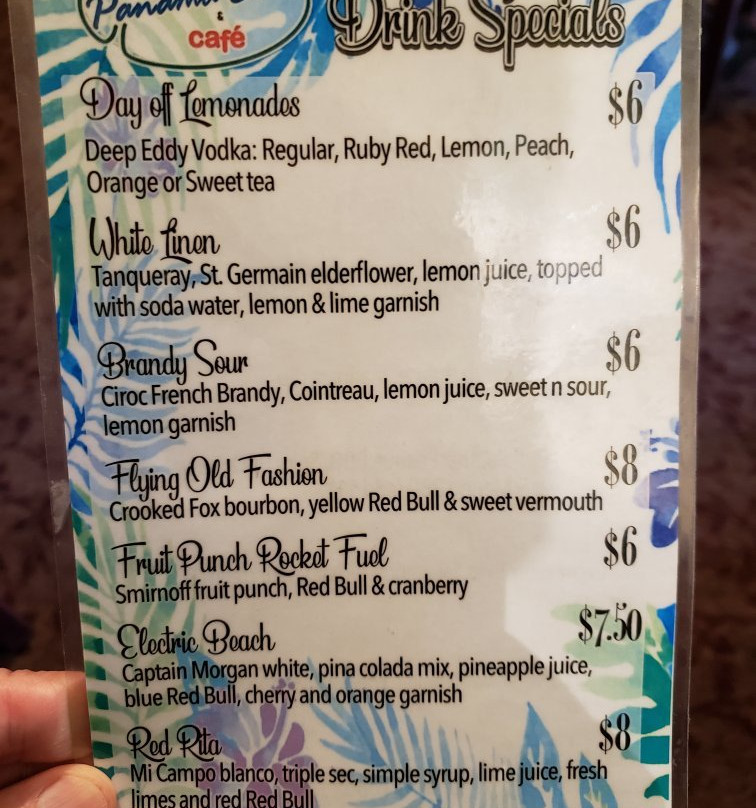 &
café
Drink Specials
Day off Lemonades $6
Deep Eddy Vodka: Regular, Ruby Red, Lemon, Peach,
Orange or Sweet tea
White Linen $6
Tanqueray, St. Germain elderflower, lemon juice, topped
with soda water, lemon & lime garnish
Brandy Sour $6
Ciroc French Brandy, Cointreau, lemon juice, sweet n sour,
lemon garnish
Flying Old Fashion $8
Crooked Fox bourbon, yellow Red Bull & sweet vermouth
Fruit Punch Rocket Fuel $6
Smirnoff fruit punch, Red Bull & cranberry
Electric Beach $7.50
Captain Morgan white, pina colada mix, pineapple juice,
blue Red Bull, cherry and orange garnish
Red Rita $8
Mi Campo blanco, triple sec, simple syrup, lime juice, fresh
limes and red Red Bull